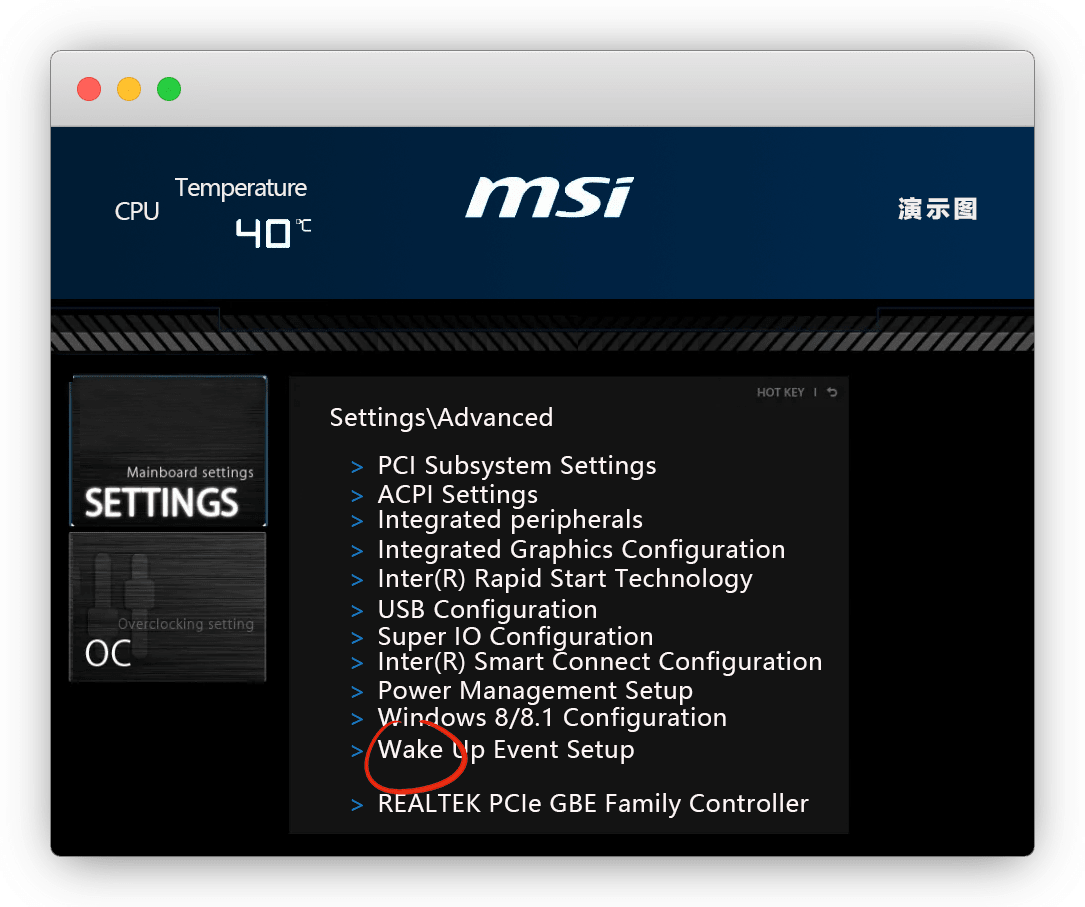 Temperature
CPU
40℃
msi
演示图
HOT KEY |
Settings\Advanced
Mainboard settings
SETTINGS
Overclocking setting
OC
> PCI Subsystem Settings
> ACPI Settings
> Integrated peripherals
> Integrated Graphics Configuration
> Inter(R) Rapid Start Technology
> USB Configuration
> Super IO Configuration
> Inter(R) Smart Connect Configuration
> Power Management Setup
> Windows 8/8.1 Configuration
> Wake Up Event Setup
> REALTEK PCIe GBE Family Controller